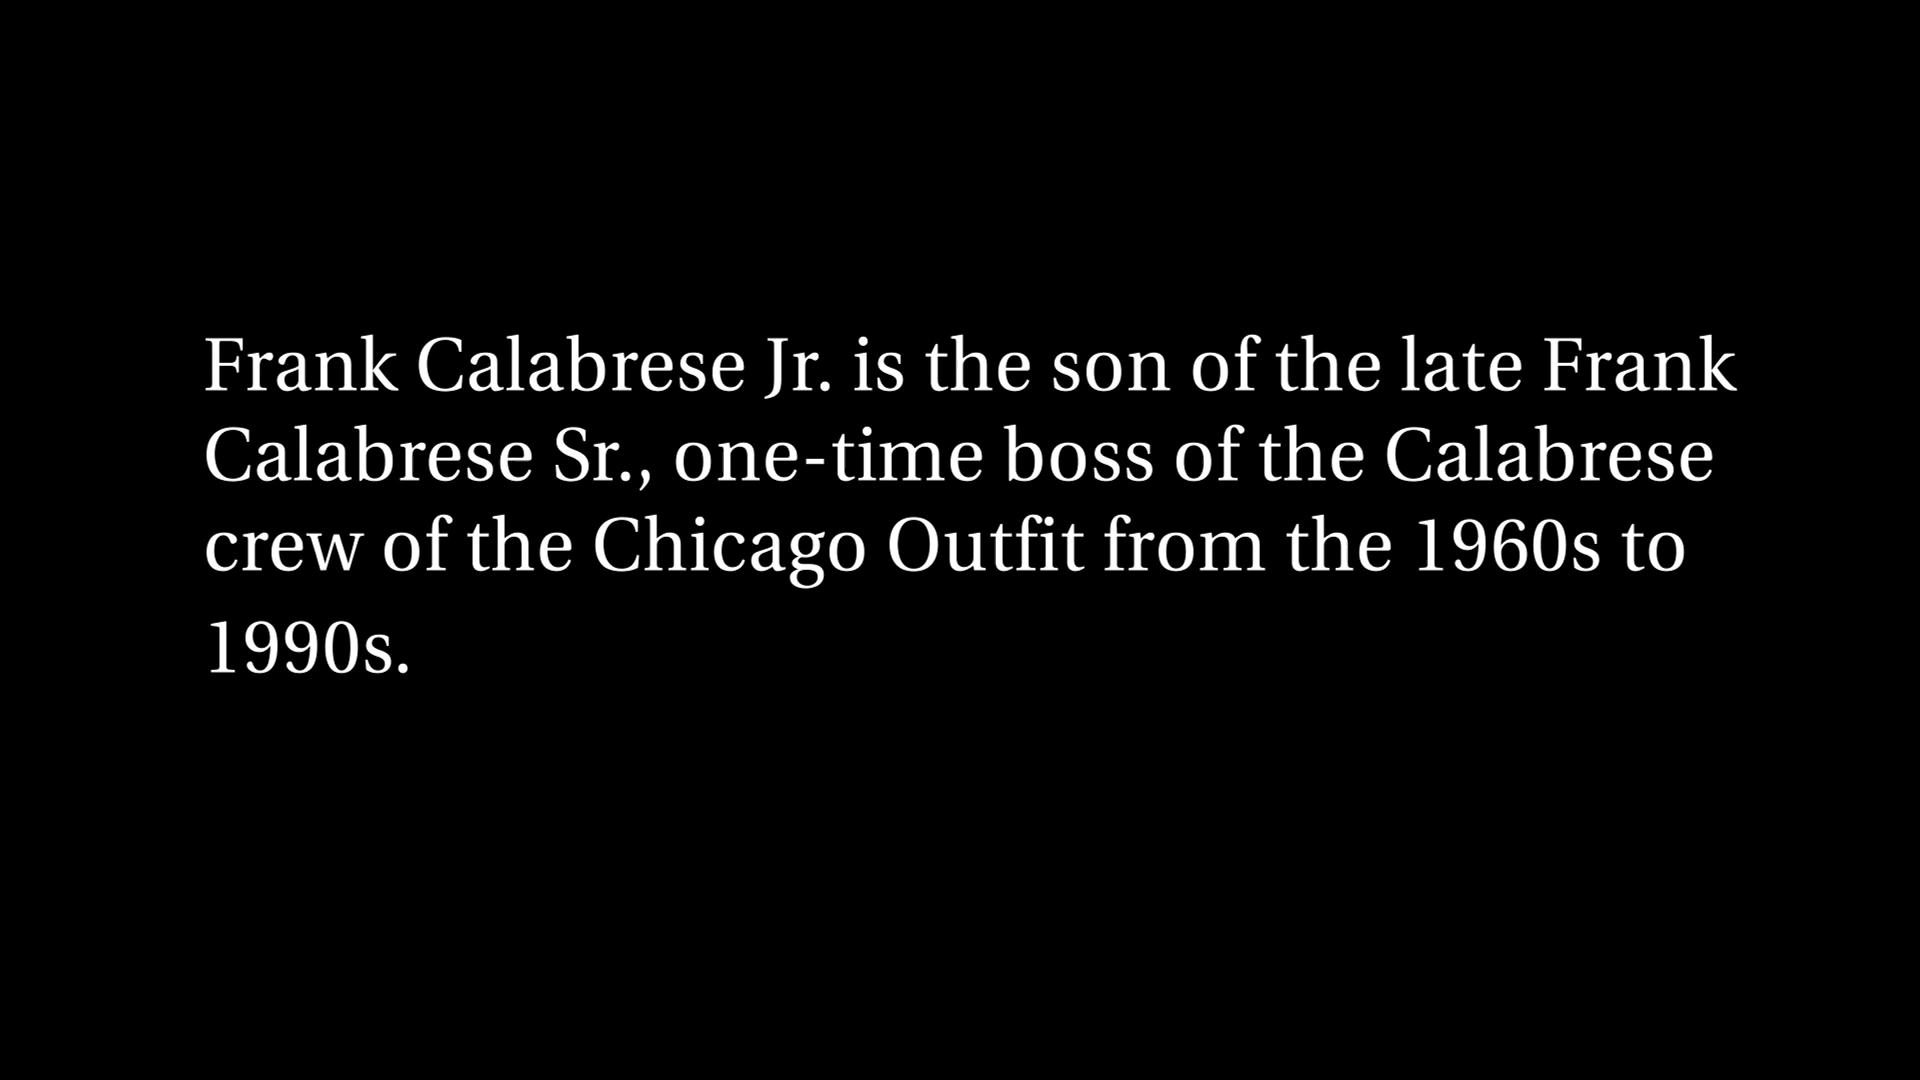 Frank Calabrese Jr. is the son of the late Frank
Calabrese Sr., one-time boss of the Calabrese
crew of the Chicago Outfit from the 1960s to
1990s.